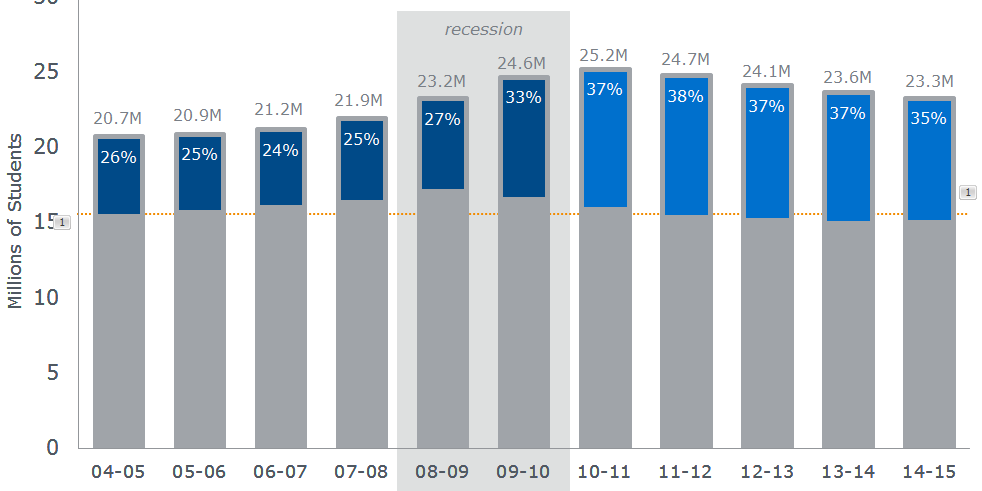 30
recession
25
20
15
10
5
0
Millions of Students
20.7M
20.9M
21.2M
21.9M
23.2M
24.6M
25.2M
24.7M
24.1M
23.6M
23.3M
26%
25%
24%
25%
27%
33%
37%
38%
37%
37%
35%
1
1
04-05
05-06
06-07
07-08
08-09
09-10
10-11
11-12
12-13
13-14
14-15